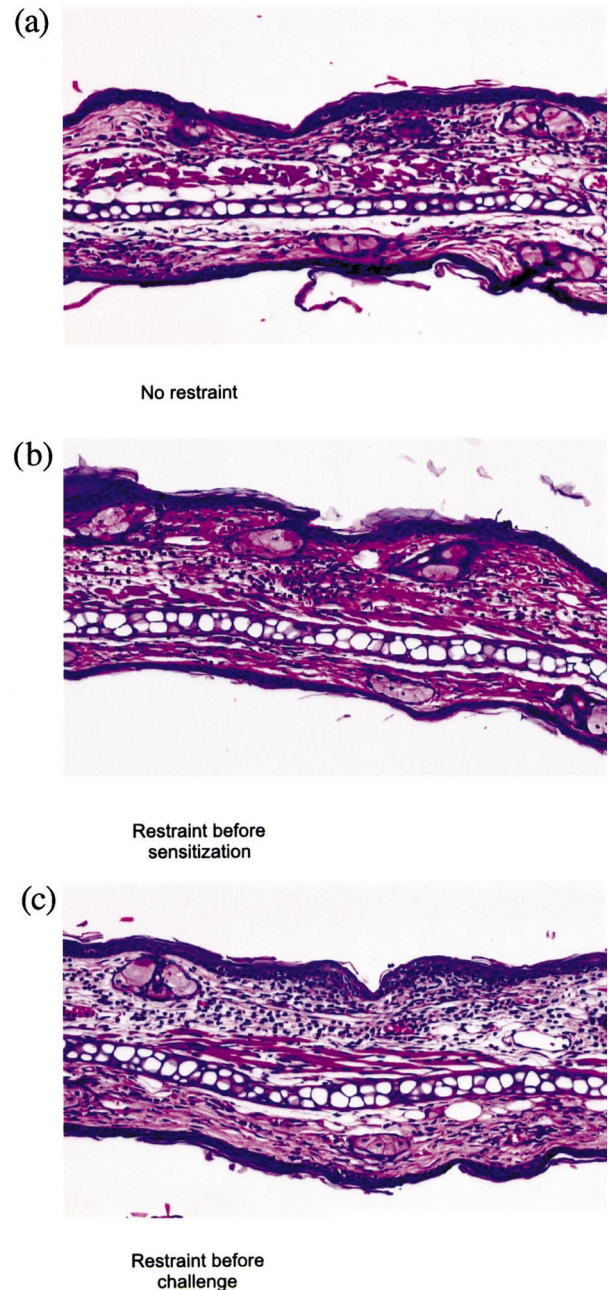 (a)
No restraint
(b)
Restraint before
sensitization
(c)
Restraint before
challenge